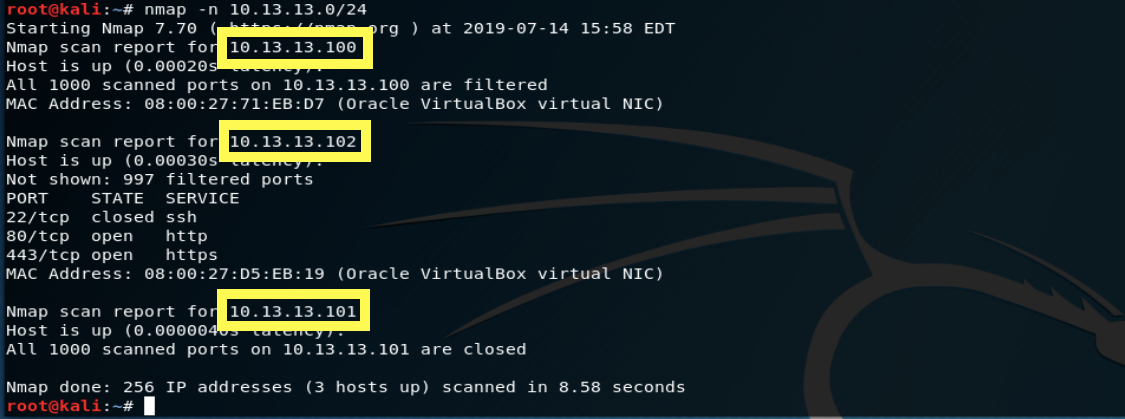 root@kali:~# nmap -n 10.13.13.0/24
Starting Nmap 7.70 ( https://nmap.org ) at 2019-07-14 15:58 EDT
Nmap scan report for 10.13.13.100
Host is up (0.00020s latency).
All 1000 scanned ports on 10.13.13.100 are filtered
MAC Address: 08:00:27:71:EB:D7 (Oracle VirtualBox virtual NIC)
Nmap scan report for 10.13.13.102
Host is up (0.00030s latency).
Not shown: 997 filtered ports
PORT    STATE  SERVICE
22/tcp  closed ssh
80/tcp  open   http
443/tcp open   https
MAC Address: 08:00:27:D5:EB:19 (Oracle VirtualBox virtual NIC)
Nmap scan report for 10.13.13.101
Host is up (0.0000040s latency).
All 1000 scanned ports on 10.13.13.101 are closed
Nmap done: 256 IP addresses (3 hosts up) scanned in 8.58 seconds
root@kali:~#